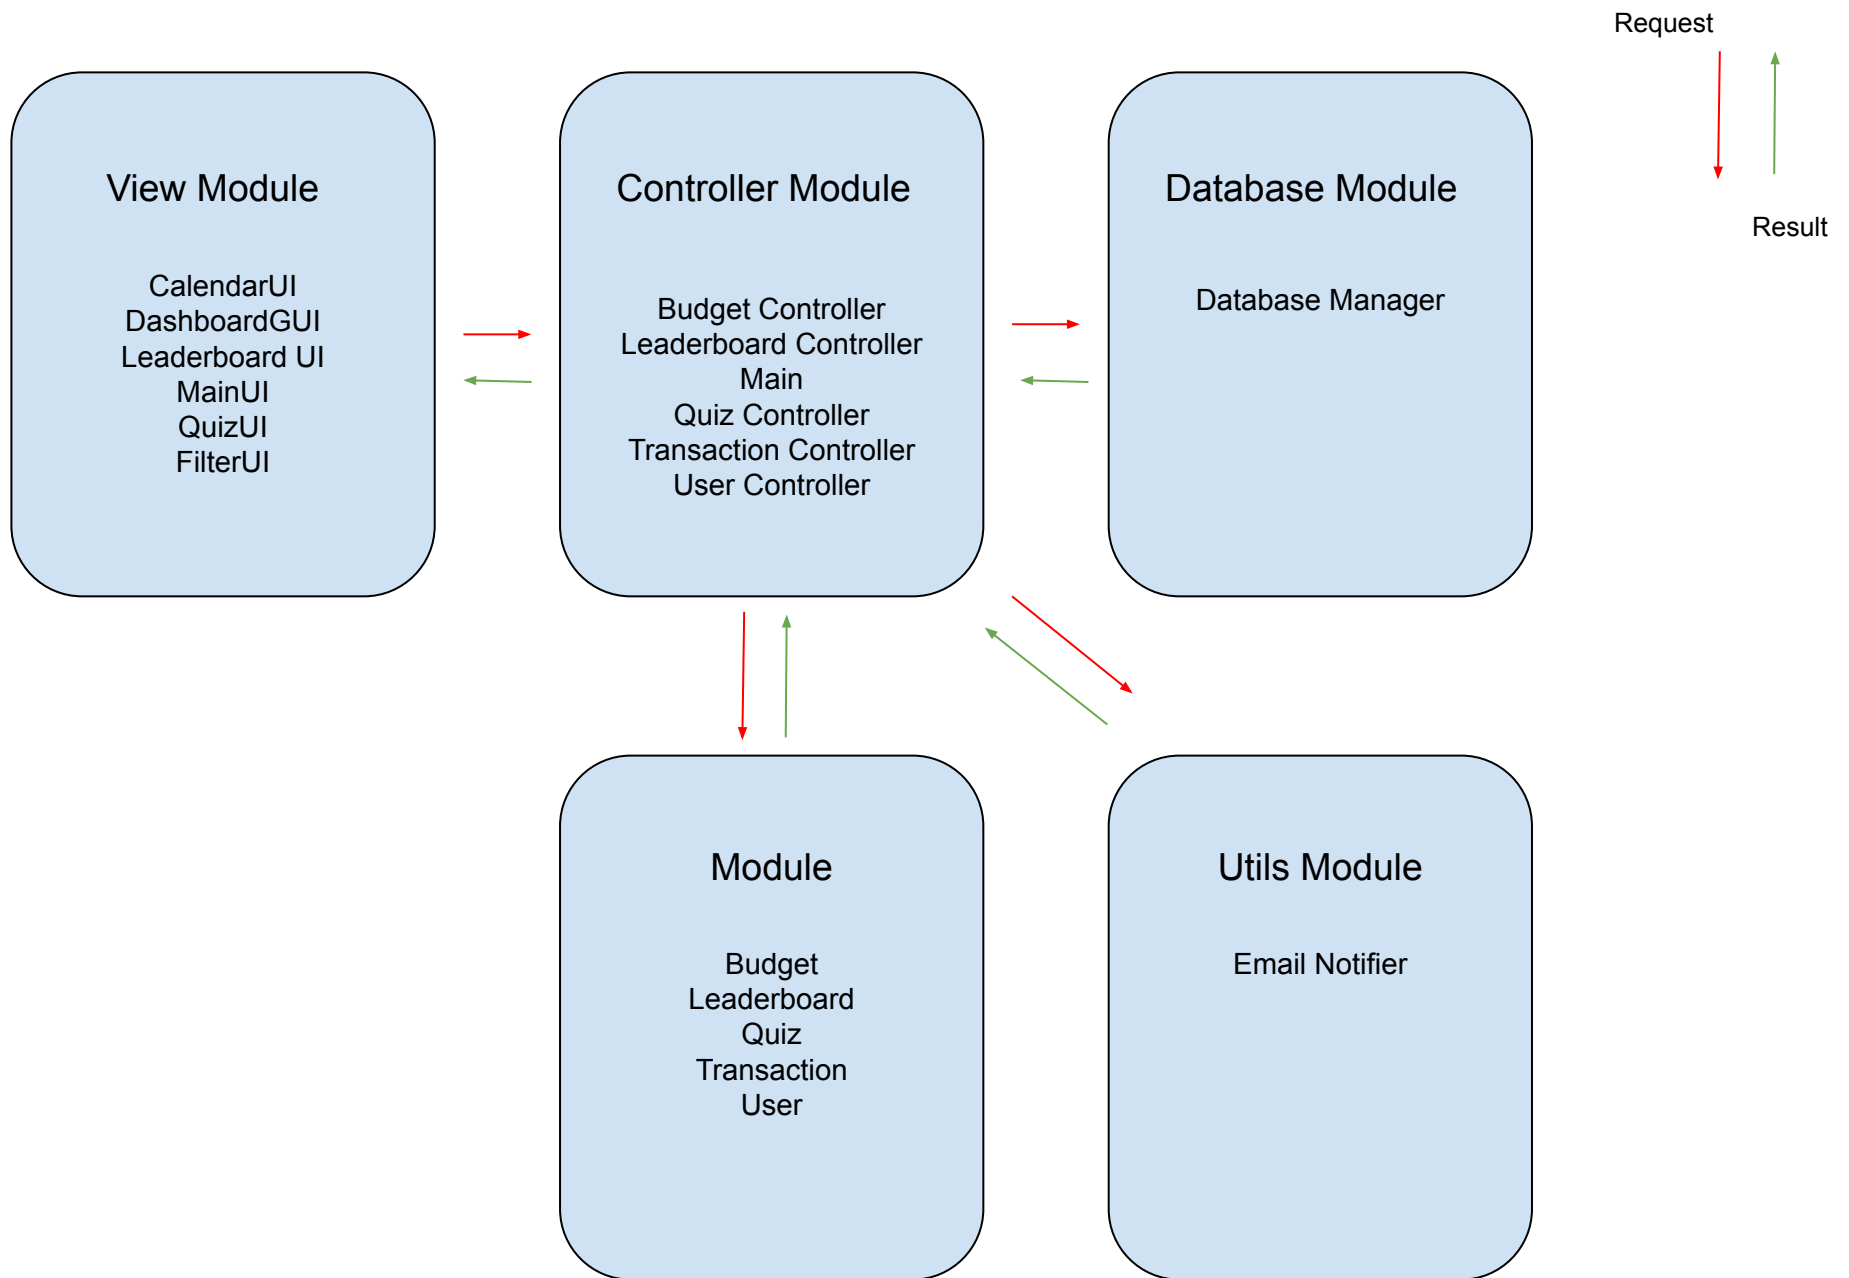 Request
Result
View Module
CalendarUI
DashboardGUI
Leaderboard UI
MainUI
QuizUI
FilterUI
Controller Module
Budget Controller
Leaderboard Controller
Main
Quiz Controller
Transaction Controller
User Controller
Database Module
Database Manager
Module
Budget
Leaderboard
Quiz
Transaction
User
Utils Module
Email Notifier